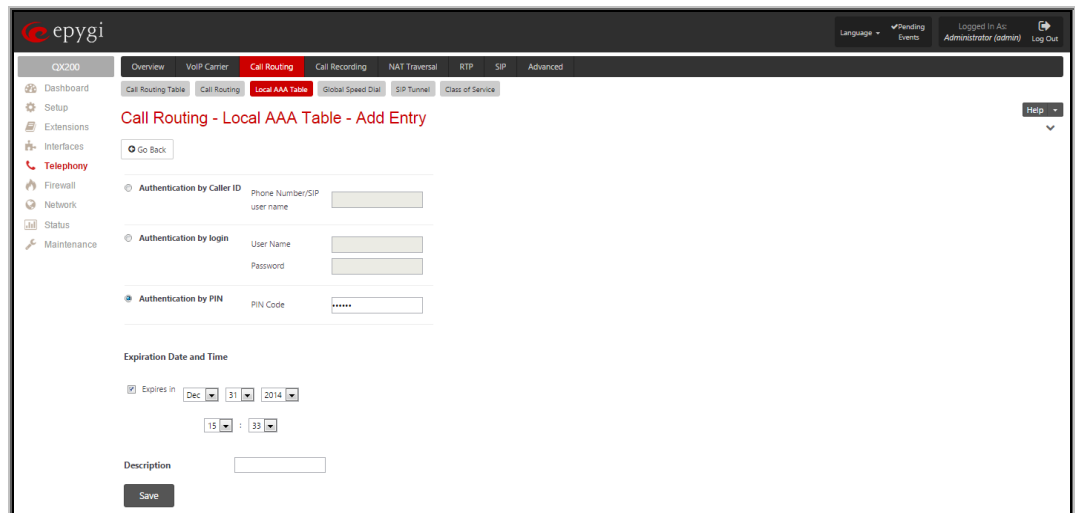 epygi
Language
Pending Events
Logged In As: Administrator (admin)
Log Out
QX200
Overview VoIP Carrier Call Routing Call Recording NAT Traversal RTP SIP Advanced
Dashboard
Setup
Extensions
Interfaces
Telephony
Firewall
Network
Status
Maintenance
Call Routing Table Call Routing Local AAA Table Global Speed Dial SIP Tunnel Class of Service
Help
Call Routing - Local AAA Table - Add Entry
Go Back
Authentication by Caller ID
Phone Number/SIP
user name
Authentication by login
User Name
Password
Authentication by PIN
PIN Code
••••••
Expiration Date and Time
Expires in Dec 31 2014
15 : 33
Description
Save